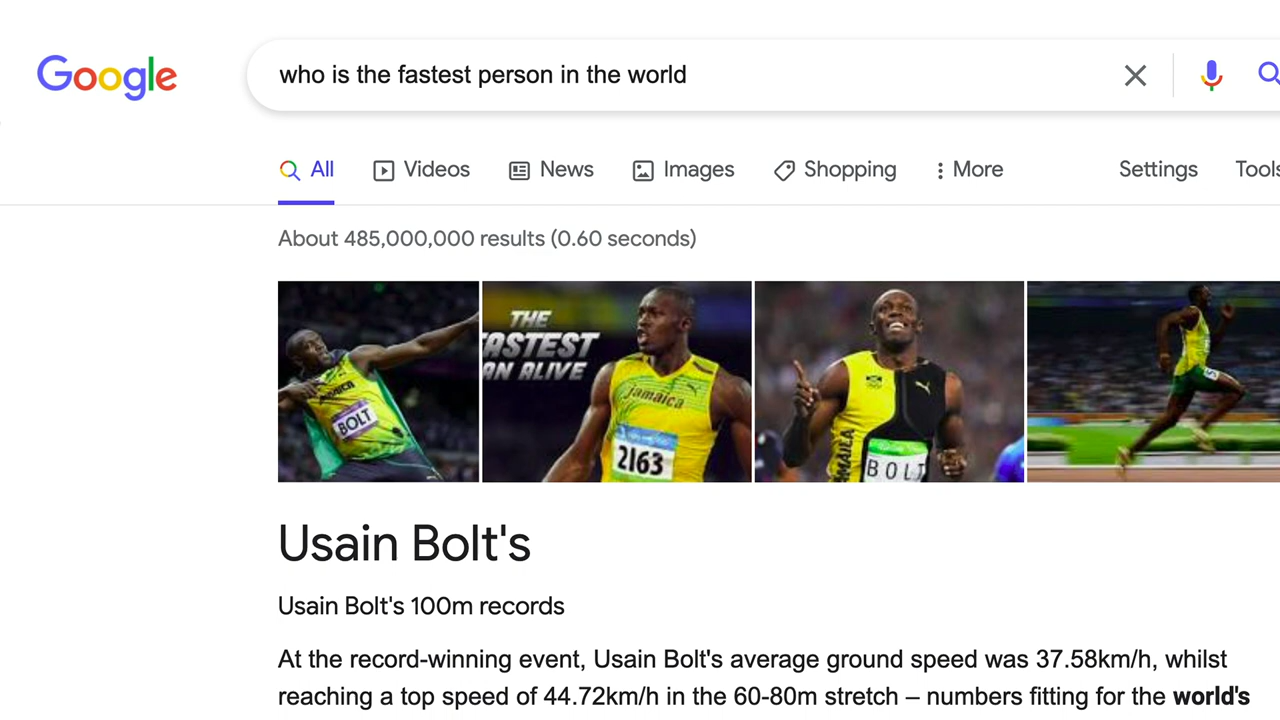 Google
who is the fastest person in the world
All Videos News Images Shopping More Settings Tools
About 485,000,000 results (0.60 seconds)
THE
FASTEST
AN ALIVE
Jamaica
2163
BOLT
BOLT
Usain Bolt's
Usain Bolt's 100m records
At the record-winning event, Usain Bolt's average ground speed was 37.58km/h, whilst
reaching a top speed of 44.72km/h in the 60-80m stretch – numbers fitting for the world's